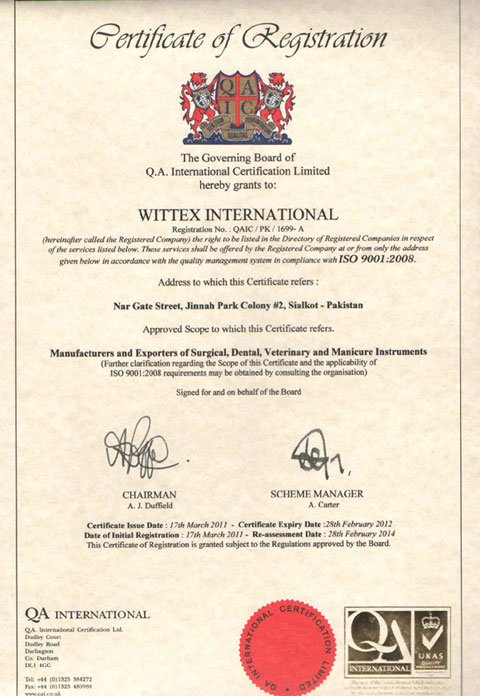 Certificate of Registration
QA
IC
QUALITAS
The Governing Board of
Q.A. International Certification Limited
hereby grants to:
WITTEX INTERNATIONAL
Registration No. : QAIC / PK / 1699- A
(hereinafter called the Registered Company) the right to be listed in the Directory of Registered Companies in respect
of the services listed below. These services shall be offered by the Registered Company at or from only the address
given below in accordance with the quality management system in compliance with ISO 9001:2008.
Address to which this Certificate refers :
Nar Gate Street, Jinnah Park Colony #2, Sialkot - Pakistan
Approved Scope to which this Certificate refers.
Manufacturers and Exporters of Surgical, Dental, Veterinary and Manicure Instruments
(Further clarification regarding the Scope of this Certificate and the applicability of
ISO 9001:2008 requirements may be obtained by consulting the organisation)
Signed for and on behalf of the Board
CHAIRMAN
A. J. Duffield
SCHEME MANAGER
A. Carter
Certificate Issue Date : 17th March 2011 - Certificate Expiry Date :28th February 2012
Date of Initial Registration : 17th March 2011 - Re-assessment Date : 28th February 2014
This Certificate of Registration is granted subject to the Regulations approved by the Board.
QA INTERNATIONAL
Q.A. International Certification Ltd.
Dudley Court
Dudley Road
Darlington
Co. Durham
DL1 4GG
Tel: +44 (0)1325
Fax: +44 (0)1325
www.qai.co.uk
QA INTERNATIONAL CERTIFICATION LIMITED
QA
INTERNATIONAL
UKAS
QUALITY
MANAGEMENT